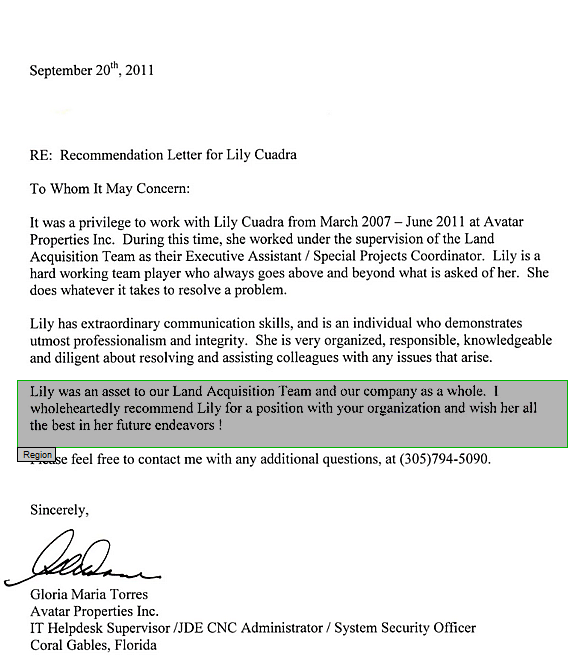 September 20th, 2011
RE: Recommendation Letter for Lily Cuadra
To Whom It May Concern:
It was a privilege to work with Lily Cuadra from March 2007 – June 2011 at Avatar
Properties Inc. During this time, she worked under the supervision of the Land
Acquisition Team as their Executive Assistant / Special Projects Coordinator. Lily is a
hard working team player who always goes above and beyond what is asked of her. She
does whatever it takes to resolve a problem.
Lily has extraordinary communication skills, and is an individual who demonstrates
utmost professionalism and integrity. She is very organized, responsible, knowledgeable
and diligent about resolving and assisting colleagues with any issues that arise.
Lily was an asset to our Land Acquisition Team and our company as a whole. I
wholeheartedly recommend Lily for a position with your organization and wish her all
the best in her future endeavors !
Region
Please feel free to contact me with any additional questions, at (305)794-5090.
Sincerely,
Gloria Maria Torres
Avatar Properties Inc.
IT Helpdesk Supervisor /JDE CNC Administrator / System Security Officer
Coral Gables, Florida